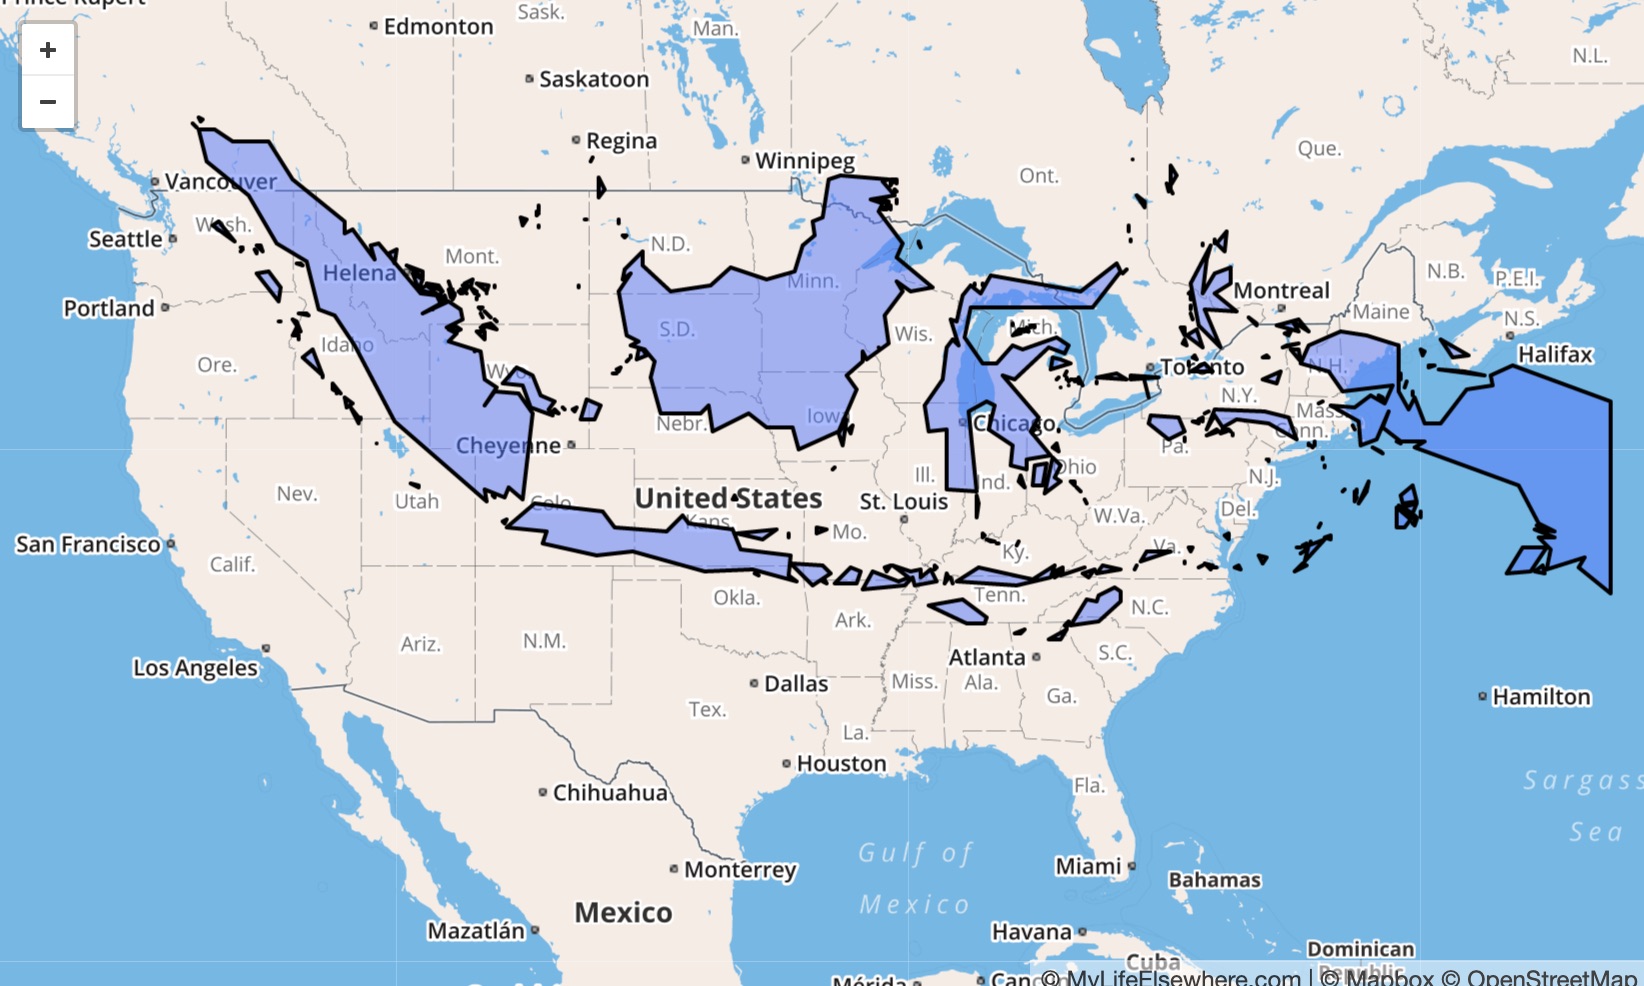 Prince Rupert
Edmonton
Sask.
Man.
N.L.
+
−
Saskatoon
Regina
Winnipeg
Ont.
Que.
Vancouver
Wash.
Seattle
Mont.
N.D.
Helena
Minn.
Montreal
N.B.
P.E.I.
Portland
Maine
N.S.
S.D.
Wis.
Mich.
Idaho
Halifax
Ore.
Wyo.
Toronto
N.H.
N.Y.
Nebr.
Iowa
Chicago
Mass.
Conn.
Cheyenne
Pa.
Ohio
Nev.
Utah
Colo.
United States
Ill.
Ind.
N.J.
St. Louis
Del.
Kans.
Mo.
W.Va.
San Francisco
Calif.
Ky.
Va.
Okla.
Tenn.
N.C.
Ariz.
N.M.
Ark.
Los Angeles
Atlanta
S.C.
Dallas
Miss.
Ala.
Ga.
Hamilton
Tex.
La.
Houston
Chihuahua
Fla.
Sargass
Sea
Gulf of
Mexico
Monterrey
Miami
Bahamas
Mexico
Mazatlán
Havana
Cuba
Dominican
Republic
Mérida
Canc
© MyLifeElsewhere.com | © Mapbox © OpenStreetMap